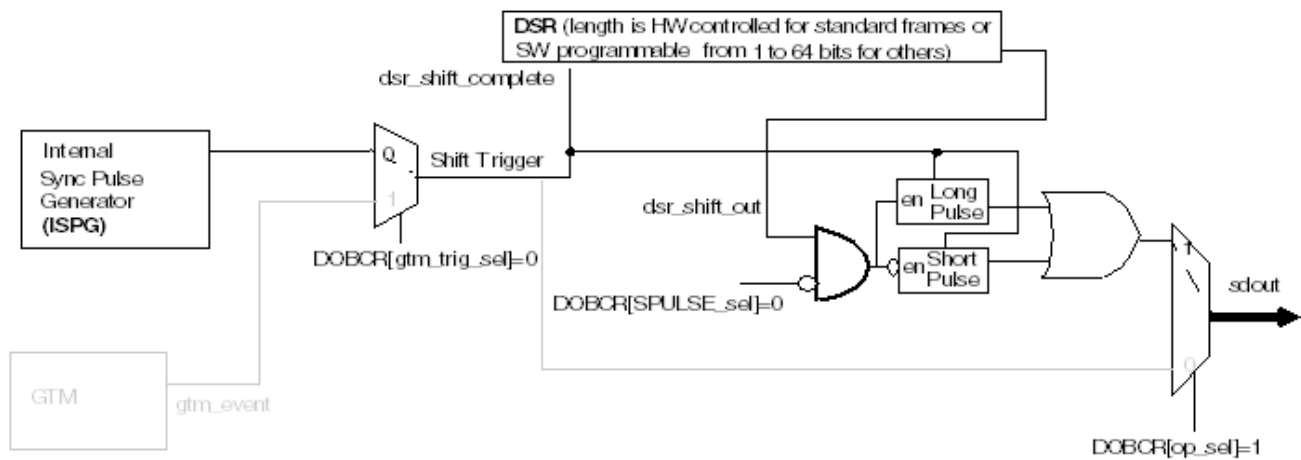 DSR (length is HW controlled for standard frames or
SW programmable from 1 to 64 bits for others)
dsr_shift_complete
Internal
Sync Pulse
Generator
(ISPG)
0
1
Shift Trigger
DOBCR[gtm_trig_sel]=0
dsr_shift_out
en
Long
Pulse
en
Short
Pulse
DOBCR[SPULSE_sel]=0
1
0
sdout
GTM
gtm_event
DOBCR[op_sel]=1